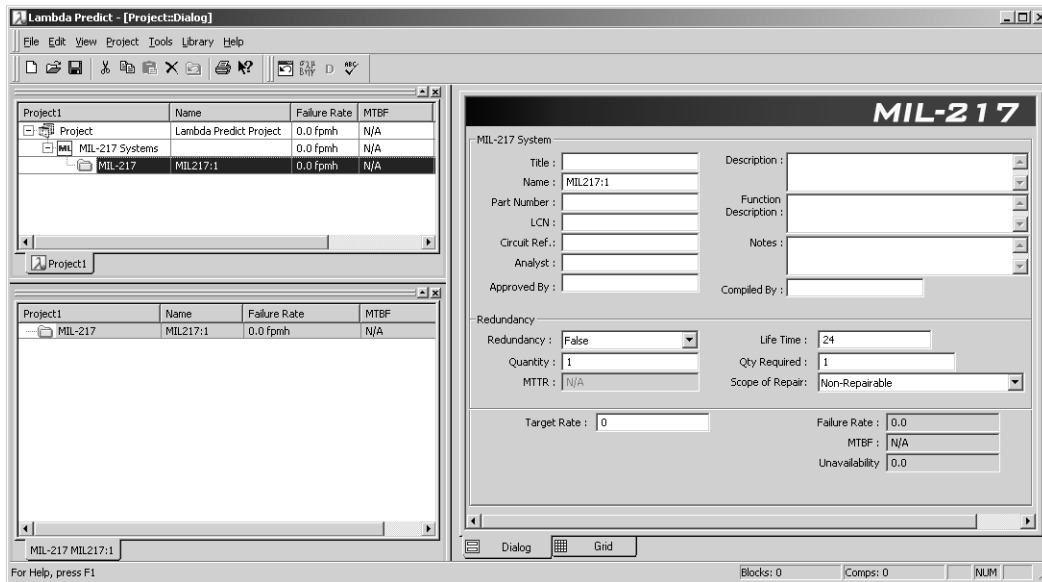 Lambda Predict - [Project::Dialog]
File Edit View Project Tools Library Help
Project1 Name Failure Rate MTBF
Project Lambda Predict Project 0.0 fpmh N/A
ML MIL-217 Systems 0.0 fpmh N/A
MIL-217 MIL217:1 0.0 fpmh N/A
Project1
Project1 Name Failure Rate MTBF
MIL-217 MIL217:1 0.0 fpmh N/A
MIL-217 MIL217:1
MIL-217
MIL-217 System
Title :
Description :
Name : MIL217:1
Part Number :
Function
Description :
LCN :
Circuit Ref.:
Notes :
Analyst :
Approved By :
Compiled By :
Redundancy
Redundancy : False
Life Time : 24
Quantity : 1
Qty Required : 1
MTTR : N/A
Scope of Repair: Non-Repairable
Target Rate : 0
Failure Rate : 0.0
MTBF : N/A
Unavailability 0.0
Dialog Grid
For Help, press F1
Blocks: 0 Comps: 0 NUM